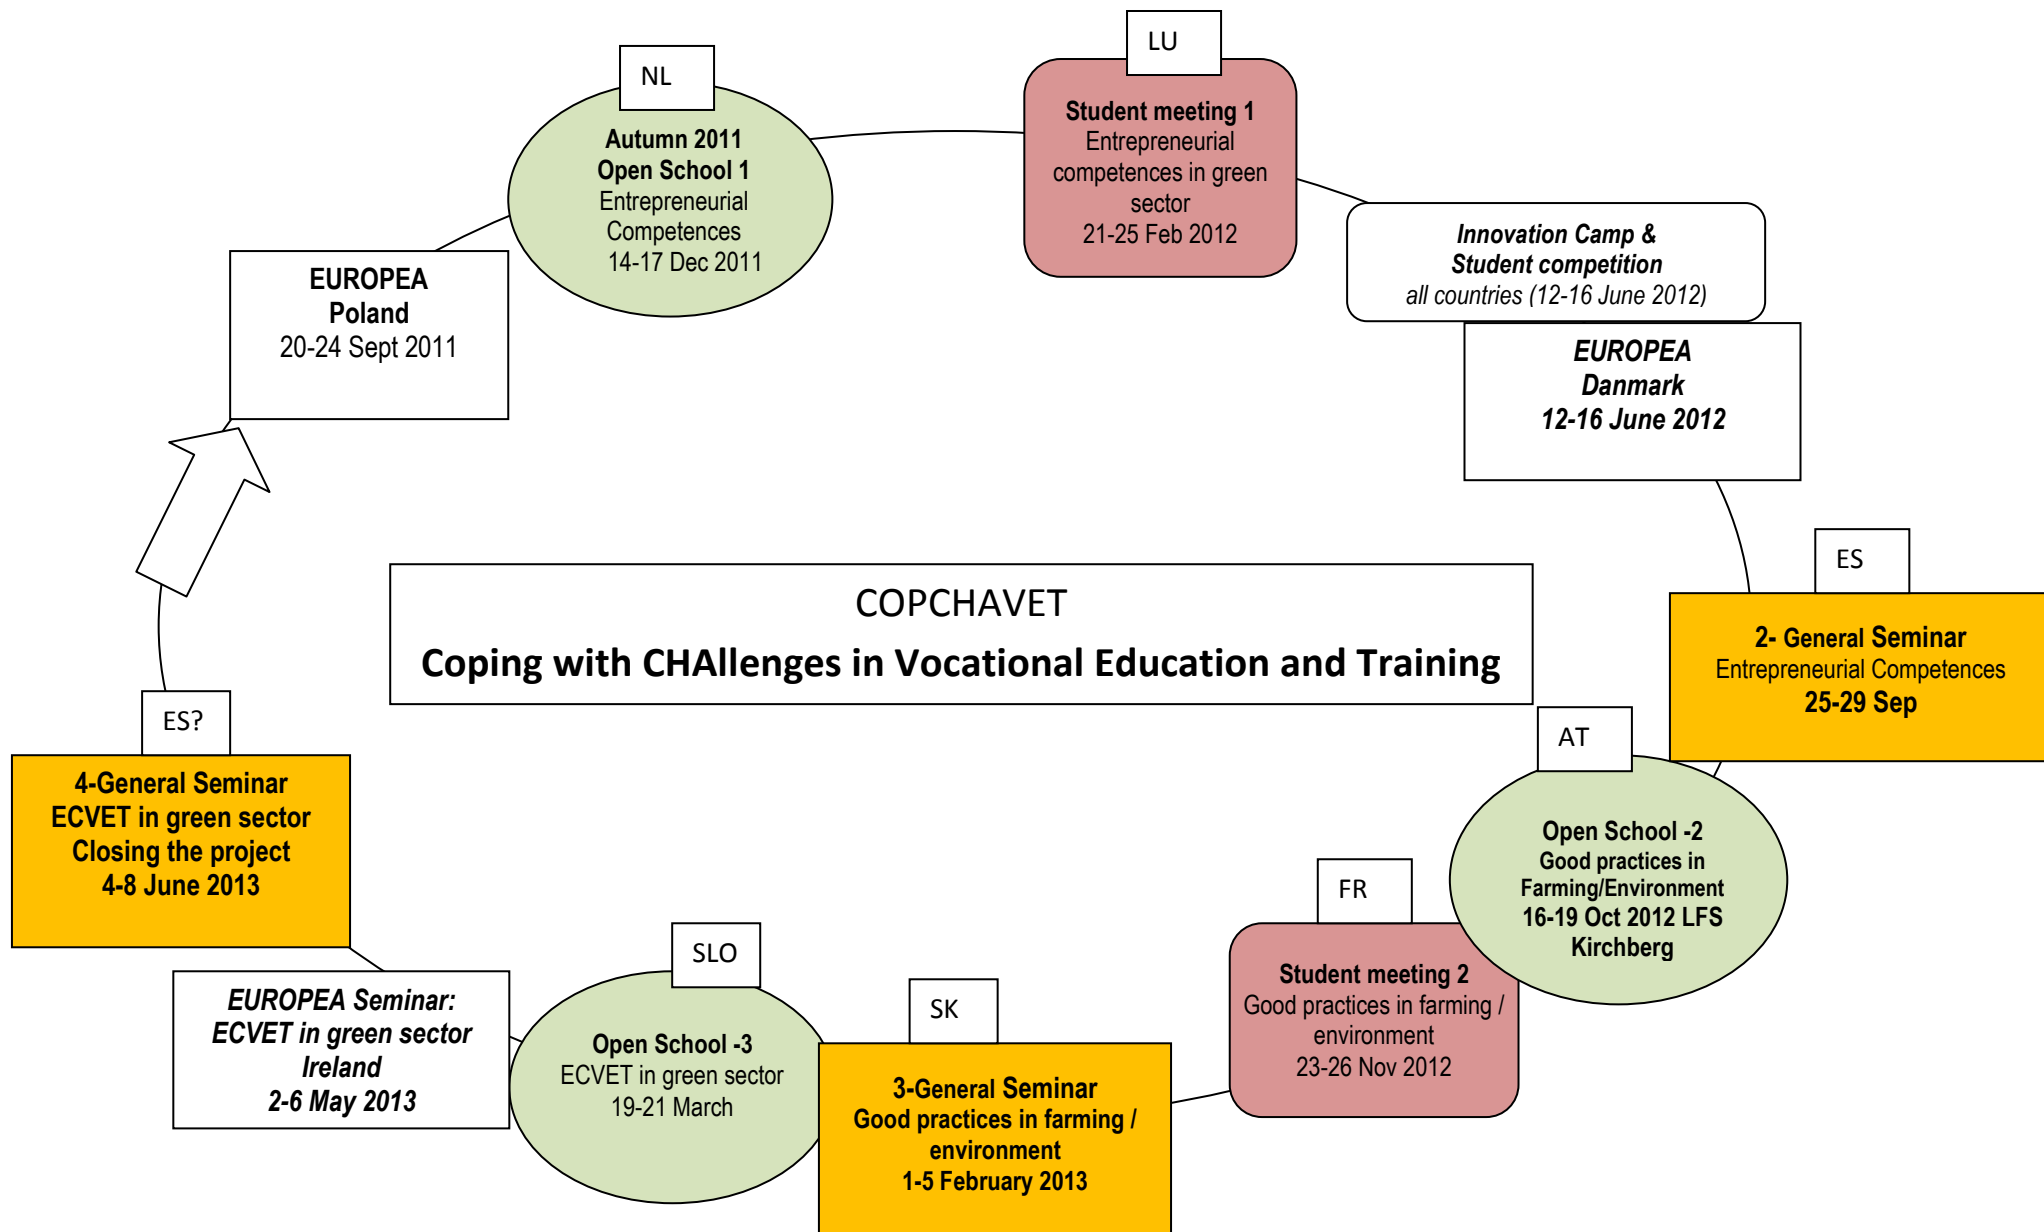 LU
NL
Student meeting 1
Entrepreneurial
competences in green
sector
21-25 Feb 2012
Autumn 2011
Open School 1
Entrepreneurial
Competences
14-17 Dec 2011
Innovation Camp &
Student competition
all countries (12-16 June 2012)
EUROPEA
Poland
20-24 Sept 2011
EUROPEA
Danmark
12-16 June 2012
ES
2- General Seminar
Entrepreneurial Competences
25-29 Sep
COPCHAVET
Coping with CHAllenges in Vocational Education and Training
ES?
4-General Seminar
ECVET in green sector
Closing the project
4-8 June 2013
AT
Open School -2
Good practices in
Farming/Environment
16-19 Oct 2012 LFS
Kirchberg
FR
Student meeting 2
Good practices in farming /
environment
23-26 Nov 2012
SLO
Open School -3
ECVET in green sector
19-21 March
SK
3-General Seminar
Good practices in farming /
environment
1-5 February 2013
EUROPEA Seminar:
ECVET in green sector
Ireland
2-6 May 2013